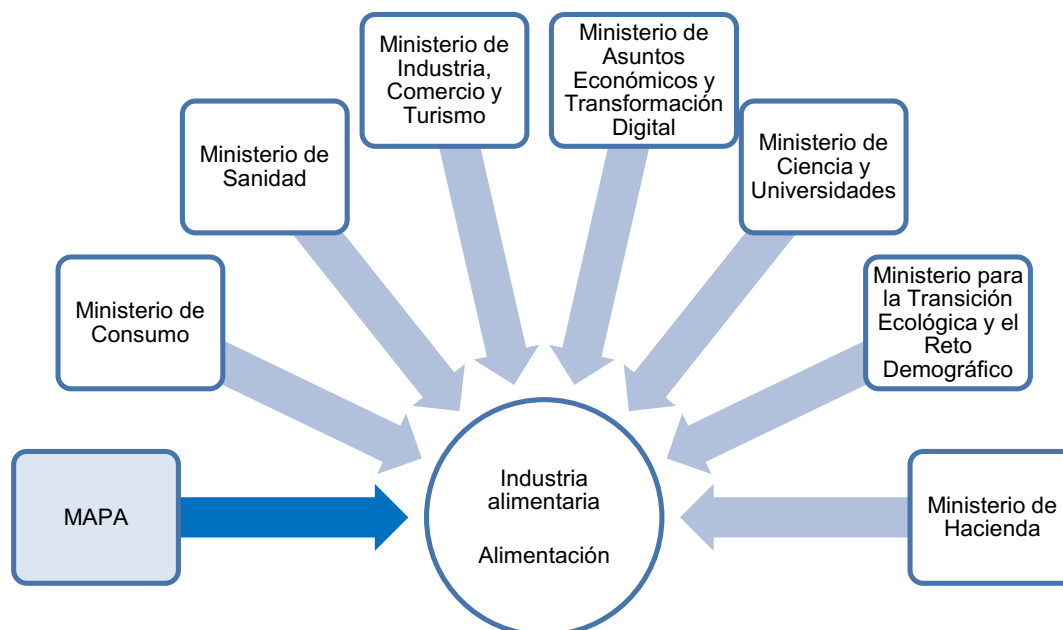 MAPA
Ministerio de
Consumo
Ministerio de
Sanidad
Ministerio de
Industria,
Comercio y
Turismo
Ministerio de
Asuntos
Económicos y
Transformación
Digital
Ministerio de
Ciencia y
Universidades
Ministerio para
la Transición
Ecológica y el
Reto
Demográfico
Ministerio de
Hacienda
Industria
alimentaria
Alimentación